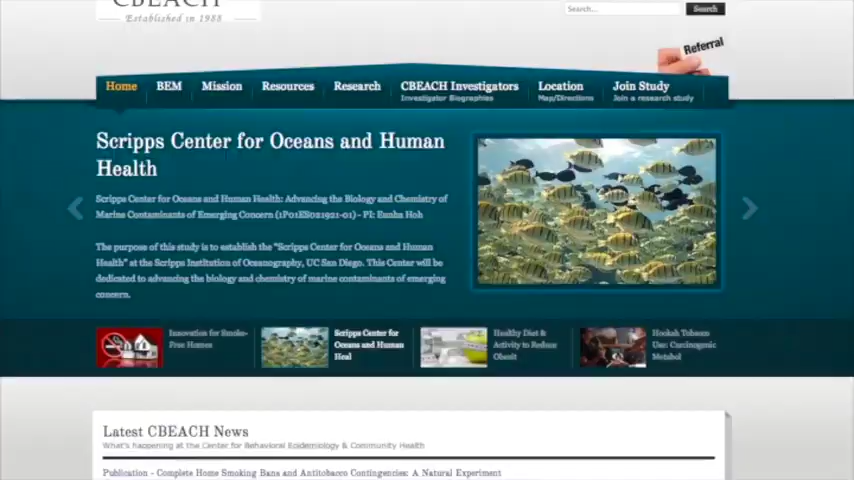 CBEACH
Established in 1988
Search...
Search
Referral
Home
BEM
Mission
Resources
Research
CBEACH Investigators
Investigator Biographies
Location
Map/Directions
Join Study
Join a research study
Scripps Center for Oceans and Human
Health
Scripps Center for Oceans and Human Health: Advancing the Biology and Chemistry of
Marine Contaminants of Emerging Concern (1P01ES021921-01) - PI: Eunha Hoh
The purpose of this study is to establish the "Scripps Center for Oceans and Human
Health" at the Scripps Institution of Oceanography, UC San Diego. This Center will be
dedicated to advancing the biology and chemistry of marine contaminants of emerging
concern.
Innovation for Smoke-
Free Homes
Scripps Center for
Oceans and Human
Heal
Healthy Diet &
Activity to Reduce
Obesit
Hookah Tobacco
Use: Carcinogenic
Metabol
Latest CBEACH News
What's happening at the Center for Behavioral Epidemiology & Community Health
Publication - Complete Home Smoking Bans and Antitobacco Contingencies: A Natural Experiment